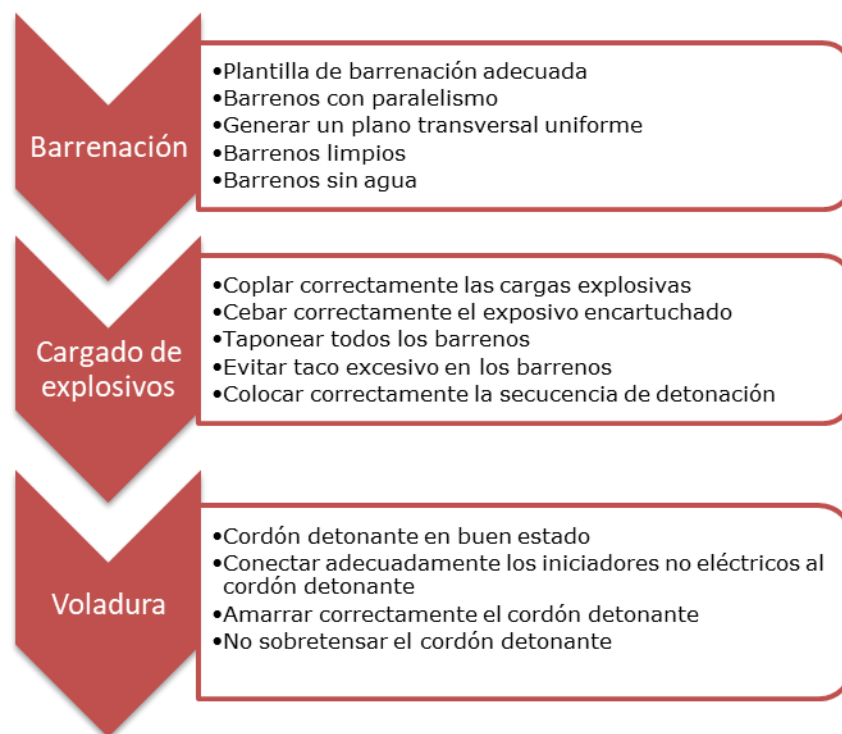 Barrenación
•Plantilla de barrenación adecuada
•Barrenos con paralelismo
•Generar un plano transversal uniforme
•Barrenos limpios
•Barrenos sin agua
Cargado de
explosivos
•Coplar correctamente las cargas explosivas
•Cebar correctamente el exposivo encartuchado
•Taponear todos los barrenos
•Evitar taco excesivo en los barrenos
•Colocar correctamente la secucencia de detonación
Voladura
•Cordón detonante en buen estado
•Conectar adecuadamente los iniciadores no eléctricos al
cordón detonante
•Amarrar correctamente el cordón detonante
•No sobretensar el cordón detonante